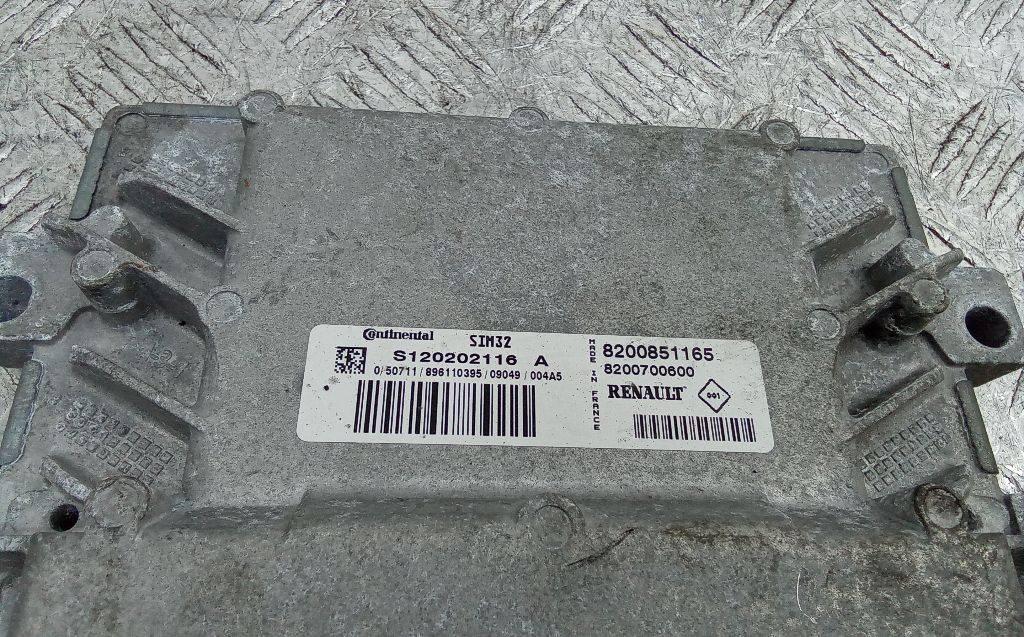 Continental SIM32
S120202116 A
0/50711/896110395/09049/004A5
MADE IN FRANCE
8200851165
8200700600
RENAULT 001